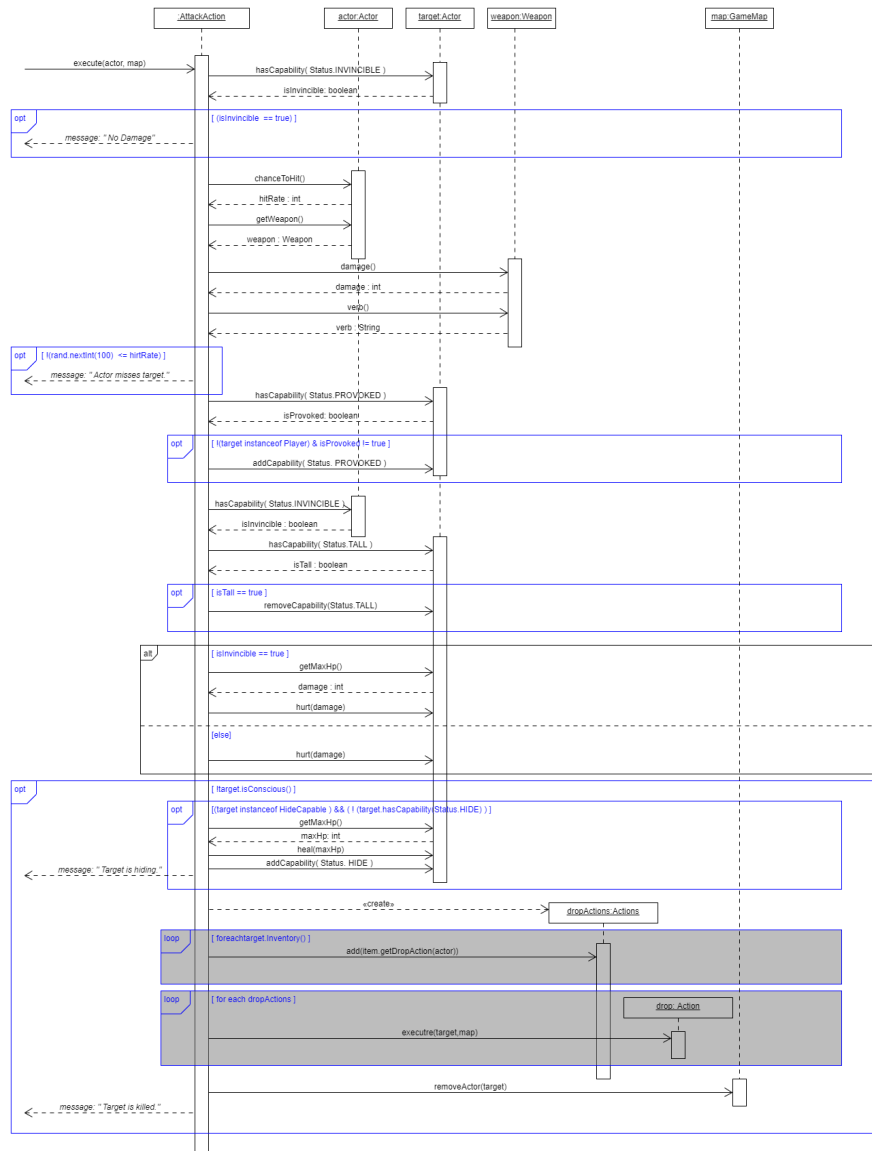 :AttackAction
actor:Actor
target:Actor
weapon:Weapon
map:GameMap
execute(actor, map)
hasCapability( Status.INVINCIBLE )
isInvincible: boolean
opt
[ (isInvincible == true) ]
message: " No Damage"
chanceToHit()
hitRate : int
getWeapon()
weapon : Weapon
damage()
damage : int
verb()
verb : String
opt
[ !(rand.nextInt(100) <= hirtRate) ]
message: " Actor misses target."
hasCapability( Status.PROVOKED )
isProvoked: boolean
opt
[ !(target instanceof Player) & isProvoked != true ]
addCapability( Status. PROVOKED )
hasCapability( Status.INVINCIBLE )
isInvincible : boolean
hasCapability( Status.TALL )
isTall : boolean
opt
[ isTall == true ]
removeCapability(Status.TALL)
alt
[ isInvincible == true ]
getMaxHp()
damage : int
hurt(damage)
[else]
hurt(damage)
opt
[ !target.isConscious() ]
opt
[(target instanceof HideCapable ) && ( ! (target.hasCapability(Status.HIDE) ) ]
getMaxHp()
maxHp: int
heal(maxHp)
addCapability( Status. HIDE )
message: " Target is hiding."
«create»
dropActions:Actions
loop
[ foreachtarget.Inventory() ]
add(item.getDropAction(actor))
loop
[ for each dropActions ]
drop: Action
executre(target,map)
removeActor(target)
message: " Target is killed."